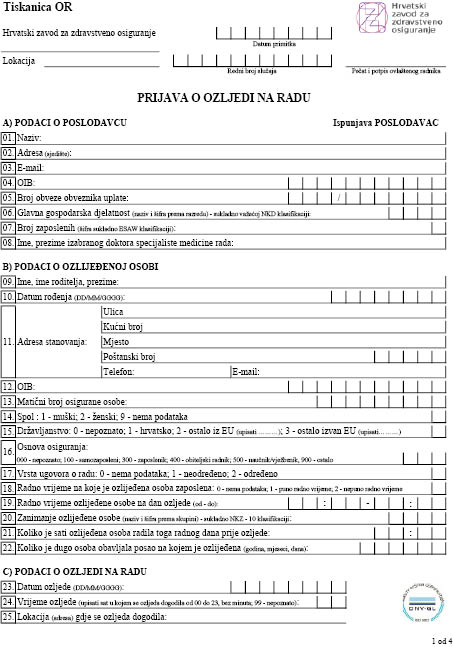 Tiskanica OR
Hrvatski
zavod za
zdravstveno
osiguranje
Hrvatski zavod za zdravstveno osiguranje
Datum primitka
Lokacija
Redni broj slučaja
Pečat i potpis ovlaštenog radnika
PRIJAVA O OZLJEDI NA RADU
A) PODACI O POSLODAVCU Ispunjava POSLODAVAC
01. Naziv:
02. Adresa (sjedište):
03. E-mail:
04. OIB:
05. Broj obveze obveznika uplate: /
06. Glavna gospodarska djelatnost (naziv i šifra prema razredu) - sukladno važećoj NKD klasifikaciji:
07. Broj zaposlenih (šifra sukladno ESAW klasifikaciji):
08. Ime, prezime izabranog doktora specijaliste medicine rada:
B) PODACI O OZLIJEĐENOJ OSOBI
09. Ime, ime roditelja, prezime:
10. Datum rođenja (DD/MM/GGGG):
11. Adresa stanovanja:
Ulica
Kućni broj
Mjesto
Poštanski broj
Telefon: E-mail:
12. OIB:
13. Matični broj osigurane osobe:
14. Spol : 1 - muški; 2 - ženski; 9 - nema podataka
15. Državljanstvo: 0 - nepoznato; 1 - hrvatsko; 2 - ostalo iz EU (upisati ..........); 3 - ostalo izvan EU (upisati.........)
16. Osnova osiguranja:
000 - nepoznato; 100 - samozaposleni; 300 - zaposlenik; 400 - obiteljski radnik; 500 - naučnik/vježbenik, 900 - ostalo
17. Vrsta ugovora o radu: 0 - nema podataka; 1 - neodređeno; 2 - određeno
18. Radno vrijeme na koje je ozlijeđena osoba zaposlena: 0 - nema podataka; 1 - puno radno vrijeme; 2 - nepuno radno vrijeme
19. Radno vrijeme ozlijeđene osobe na dan ozljede (od - do): : - :
20. Zanimanje ozlijeđene osobe (naziv i šifra prema skupini) - sukladno NKZ - 10 klasifikaciji:
21. Koliko je sati ozlijeđena osoba radila toga radnog dana prije ozljede: :
22. Koliko je dugo osoba obavljala posao na kojem je ozlijeđena (godina, mjeseci, dana):
C) PODACI O OZLJEDI NA RADU
23. Datum ozljede (DD/MM/GGGG):
24. Vrijeme ozljede (upisati sat u kojem se ozljeda dogodila od 00 do 23, bez minuta; 99 - nepoznato):
25. Lokacija (adresa) gdje se ozljeda dogodila:
DNV·GL
1 od 4